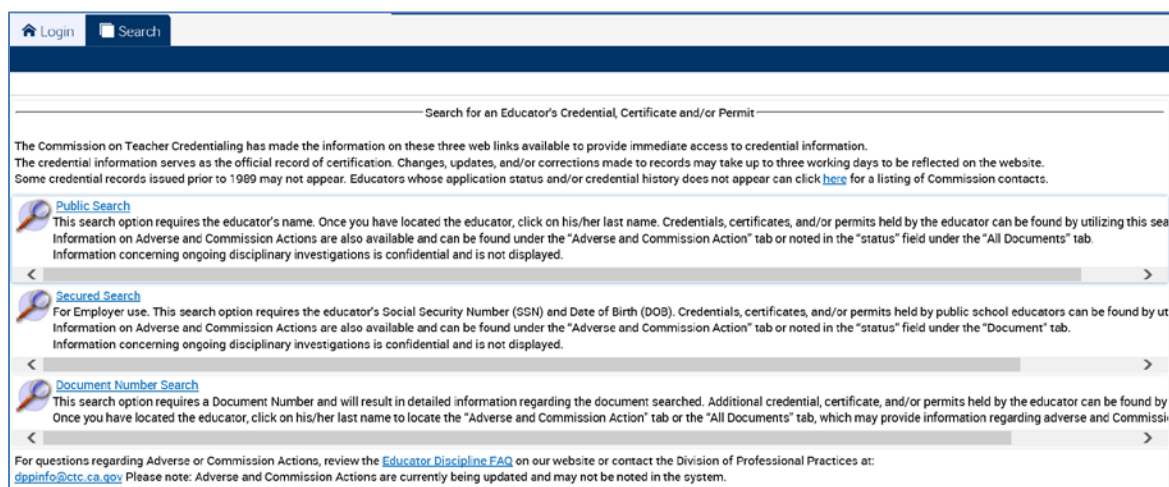 Login
Search
Search for an Educator's Credential, Certificate and/or Permit
The Commission on Teacher Credentialing has made the information on these three web links available to provide immediate access to credential information.
The credential information serves as the official record of certification. Changes, updates, and/or corrections made to records may take up to three working days to be reflected on the website.
Some credential records issued prior to 1989 may not appear. Educators whose application status and/or credential history does not appear can click here for a listing of Commission contacts.
Public Search
This search option requires the educator's name. Once you have located the educator, click on his/her last name. Credentials, certificates, and/or permits held by the educator can be found by utilizing this sea
Information on Adverse and Commission Actions are also available and can be found under the "Adverse and Commission Action" tab or noted in the "status" field under the "All Documents" tab.
Information concerning ongoing disciplinary investigations is confidential and is not displayed.
Secured Search
For Employer use. This search option requires the educator's Social Security Number (SSN) and Date of Birth (DOB). Credentials, certificates, and/or permits held by public school educators can be found by ut
Information on Adverse and Commission Actions are also available and can be found under the "Adverse and Commission Action" tab or noted in the "status" field under the "Document" tab.
Information concerning ongoing disciplinary investigations is confidential and is not displayed.
Document Number Search
This search option requires a Document Number and will result in detailed information regarding the document searched. Additional credential, certificate, and/or permits held by the educator can be found by
Once you have located the educator, click on his/her last name to locate the "Adverse and Commission Action" tab or the "All Documents" tab, which may provide information regarding adverse and Commissi
For questions regarding Adverse or Commission Actions, review the Educator Discipline FAQ on our website or contact the Division of Professional Practices at:
dppinfo@ctc.ca.gov Please note: Adverse and Commission Actions are currently being updated and may not be noted in the system.